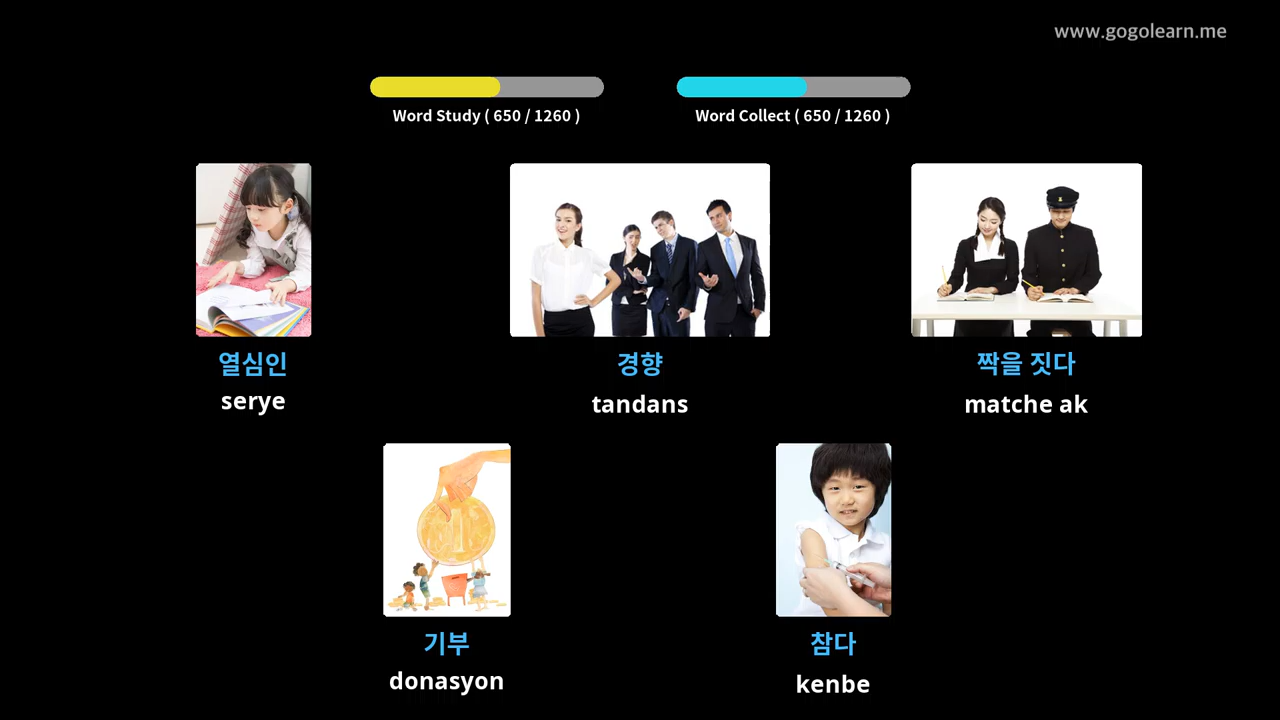 www.gogolearn.me
Word Study ( 650 / 1260 )
Word Collect ( 650 / 1260 )
열심인
serye
경향
tandans
짝을 짓다
matche ak
기부
donasyon
참다
kenbe